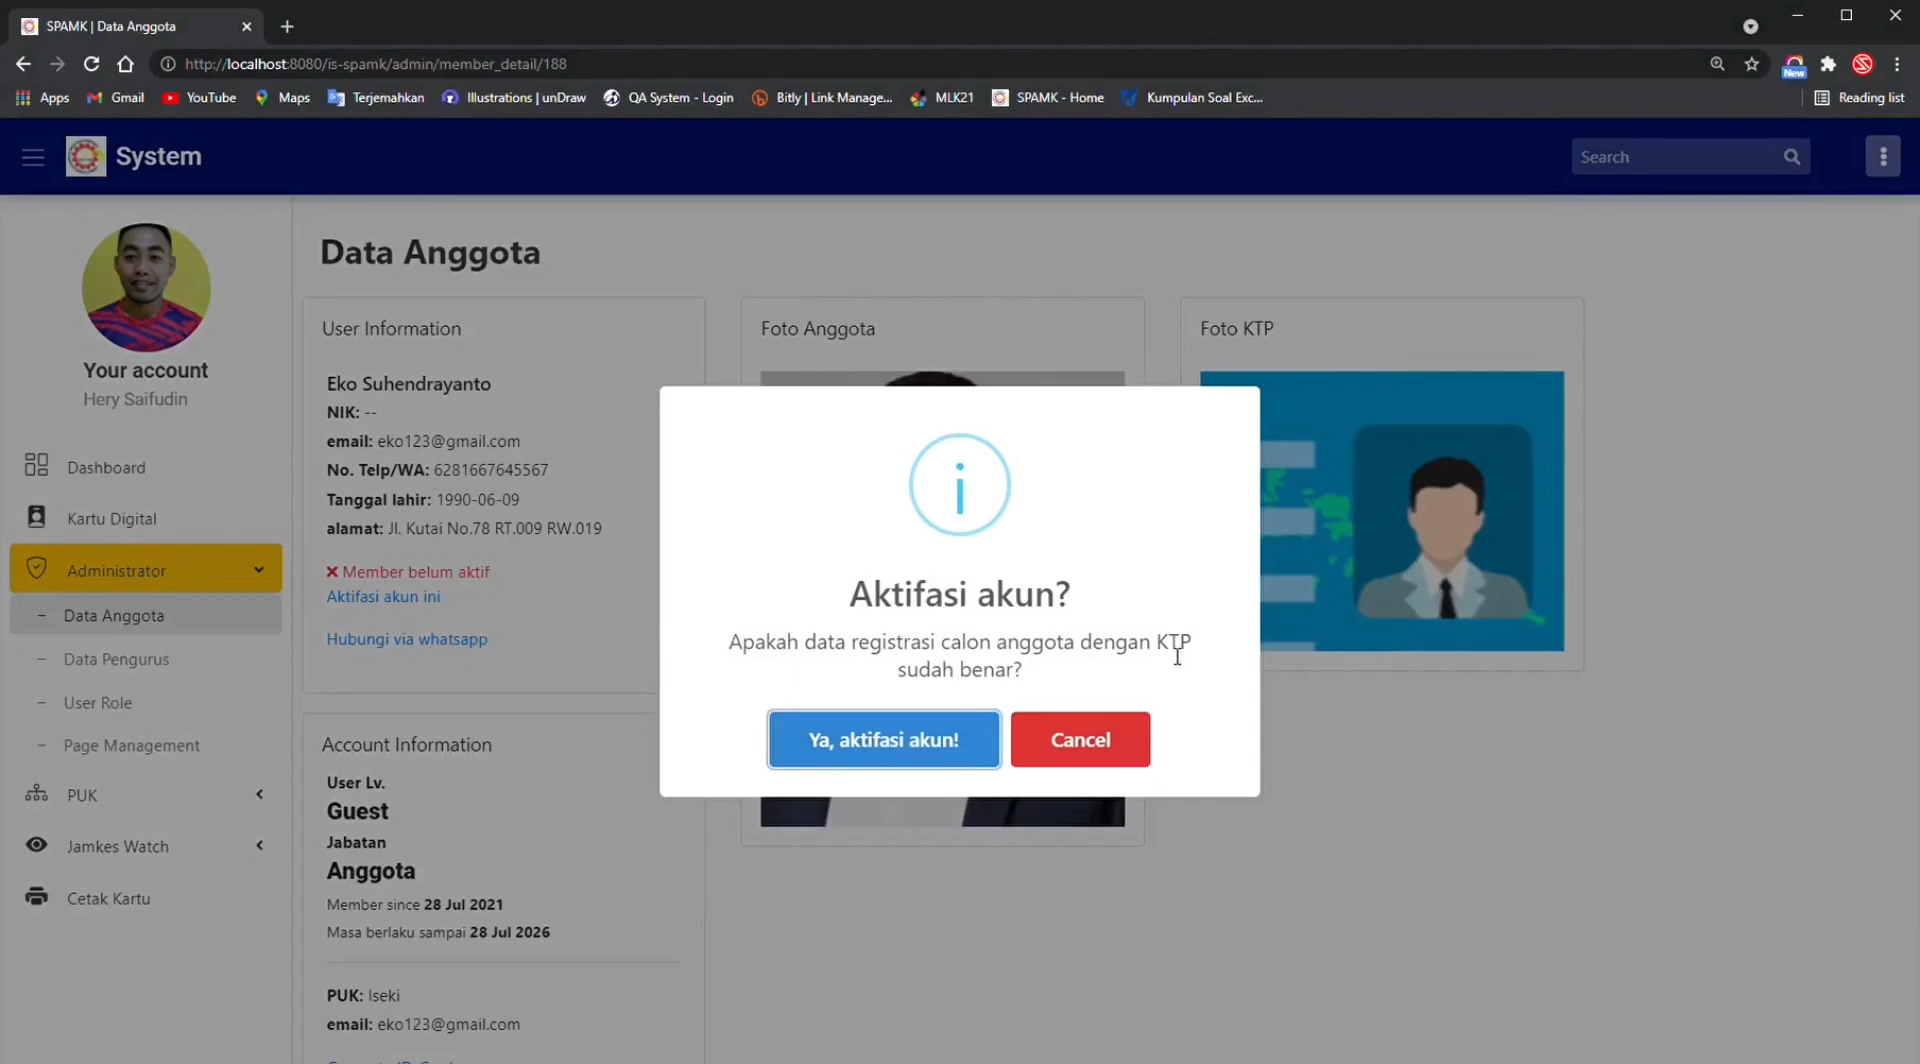 SPAMK | Data Anggota
http://localhost:8080/is-spamk/admin/member_detail/188
New
Apps
Gmail
YouTube
Maps
Terjemahkan
Illustrations | unDraw
QA System - Login
Bitly | Link Manage...
MLK21
SPAMK - Home
Kumpulan Soal Exc...
Reading list
System
Search
Your account
Hery Saifudin
Dashboard
Kartu Digital
Administrator
– Data Anggota
– Data Pengurus
– User Role
– Page Management
PUK
Jamkes Watch
Cetak Kartu
Data Anggota
User Information
Eko Suhendrayanto
NIK: --
email: eko123@gmail.com
No. Telp/WA: 6281667645567
Tanggal lahir: 1990-06-09
alamat: Jl. Kutai No.78 RT.009 RW.019
Member belum aktif
Aktifasi akun ini
Hubungi via whatsapp
Account Information
User Lv.
Guest
Jabatan
Anggota
Member since 28 Jul 2021
Masa berlaku sampai 28 Jul 2026
PUK: Iseki
email: eko123@gmail.com
Foto Anggota
Foto KTP
Aktifasi akun?
Apakah data registrasi calon anggota dengan KTP
sudah benar?
Ya, aktifasi akun!
Cancel